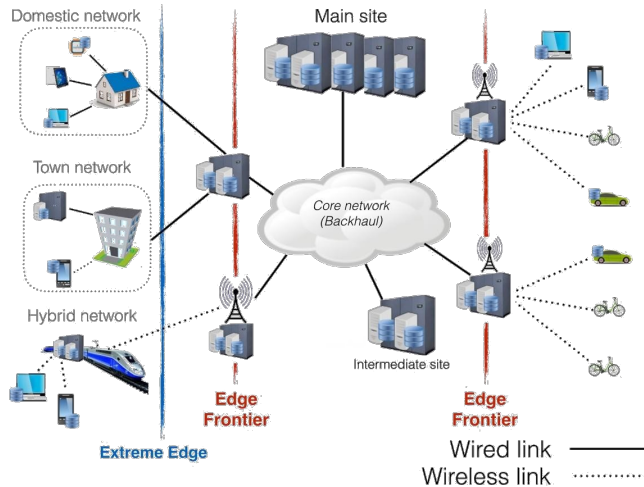 Domestic network
Main site
Town network
Core network
(Backhaul)
Hybrid network
Intermediate site
Edge
Frontier
Edge
Frontier
Extreme Edge
Wired link
Wireless link